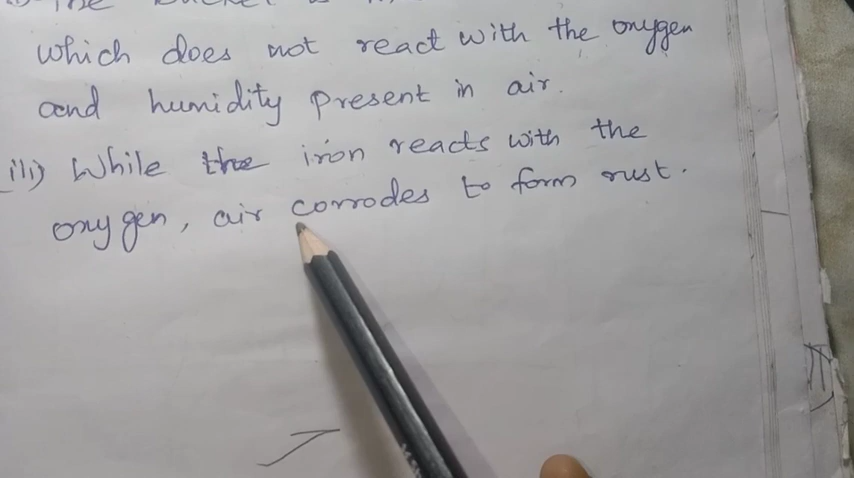 which does not react with the oxygen
and humidity present in air.
iii) While the iron reacts with the
oxygen, air corrodes to form rust.